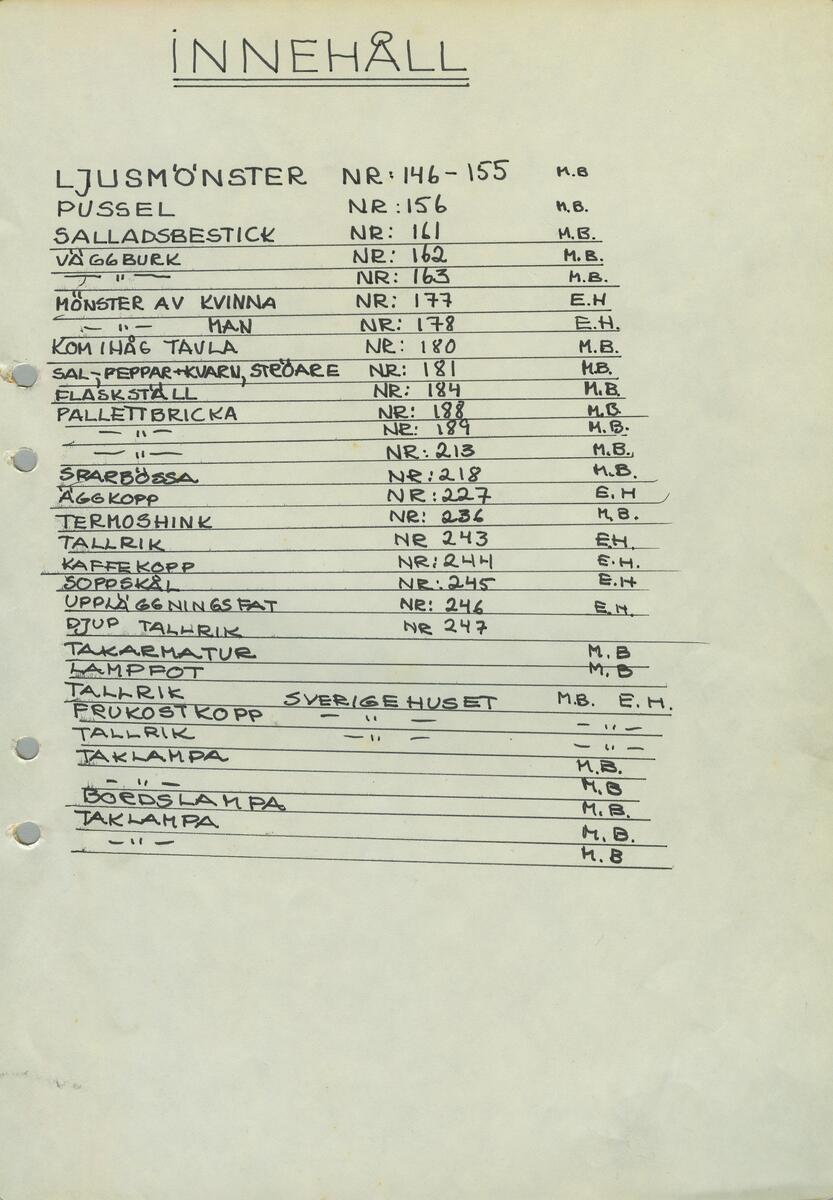 INNEHÅLL
LJUSMÖNSTER NR: 146-155 M.B
PUSSEL NR: 156 M.B.
SALLADSBESTICK NR: 161 M.B.
VÄGGBURK NR: 162 M.B.
— " — NR: 163 M.B.
MÖNSTER AV KVINNA NR: 177 E.H
— " — MAN NR: 178 E.H.
KOM IHÅG TAVLA NR: 180 M.B.
SAL-, PEPPAR+KVARN, STRÖARE NR: 181 M.B.
FLASKSTÄLL NR: 184 M.B.
PALLETTBRICKA NR: 188 M.B.
— " — NR: 189 M.B.
— " — NR: 213 M.B.
SPARBÖSSA NR: 218 M.B.
ÄGGKOPP NR: 227 E.H
TERMOSHINK NR: 236 M.B.
TALLRIK NR 243 E.H.
KAFFEKOPP NR: 244 E.H.
SOPPSKÅL NR: 245 E.H
UPPLÄGGNINGSFAT NR: 246 E.H.
DJUP TALLRIK NR 247
TAKARMATUR M.B
LAMPFOT M.B
TALLRIK SVERIGEHUSET M.B. E.H.
FRUKOSTKOPP — " — — " —
TALLRIK — " — — " —
TAKLAMPA M.B.
— " — M.B
BORDSLAMPA M.B.
TAKLAMPA M.B.
— " — M.B